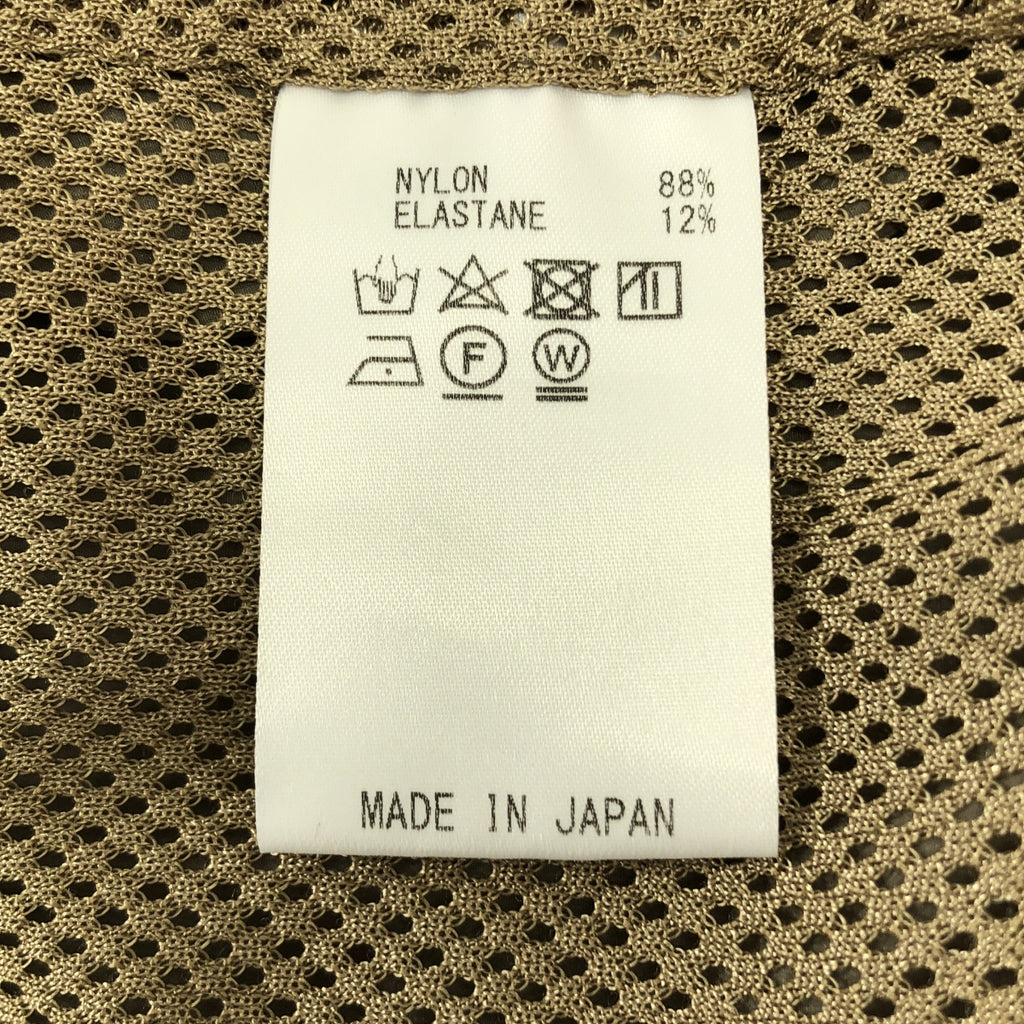 NYLON 88%
ELASTANE 12%
F W
MADE IN JAPAN